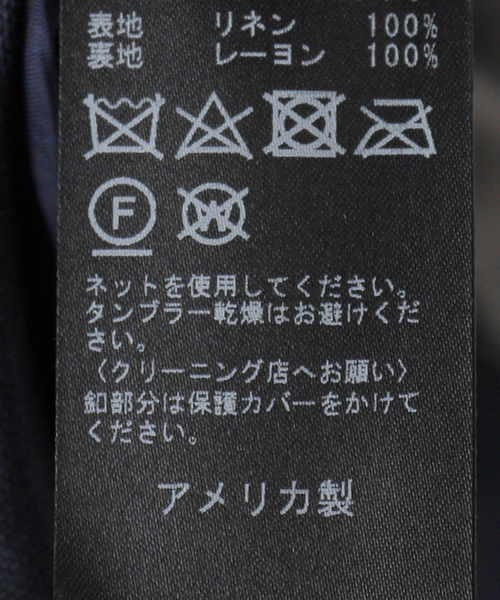 表地 リネン 100%
裏地 レーヨン 100%
F W
ネットを使用してください。
タンブラー乾燥はお避けくだ
さい。
〈クリーニング店へお願い〉
釦部分は保護カバーをかけて
ください。
アメリカ製